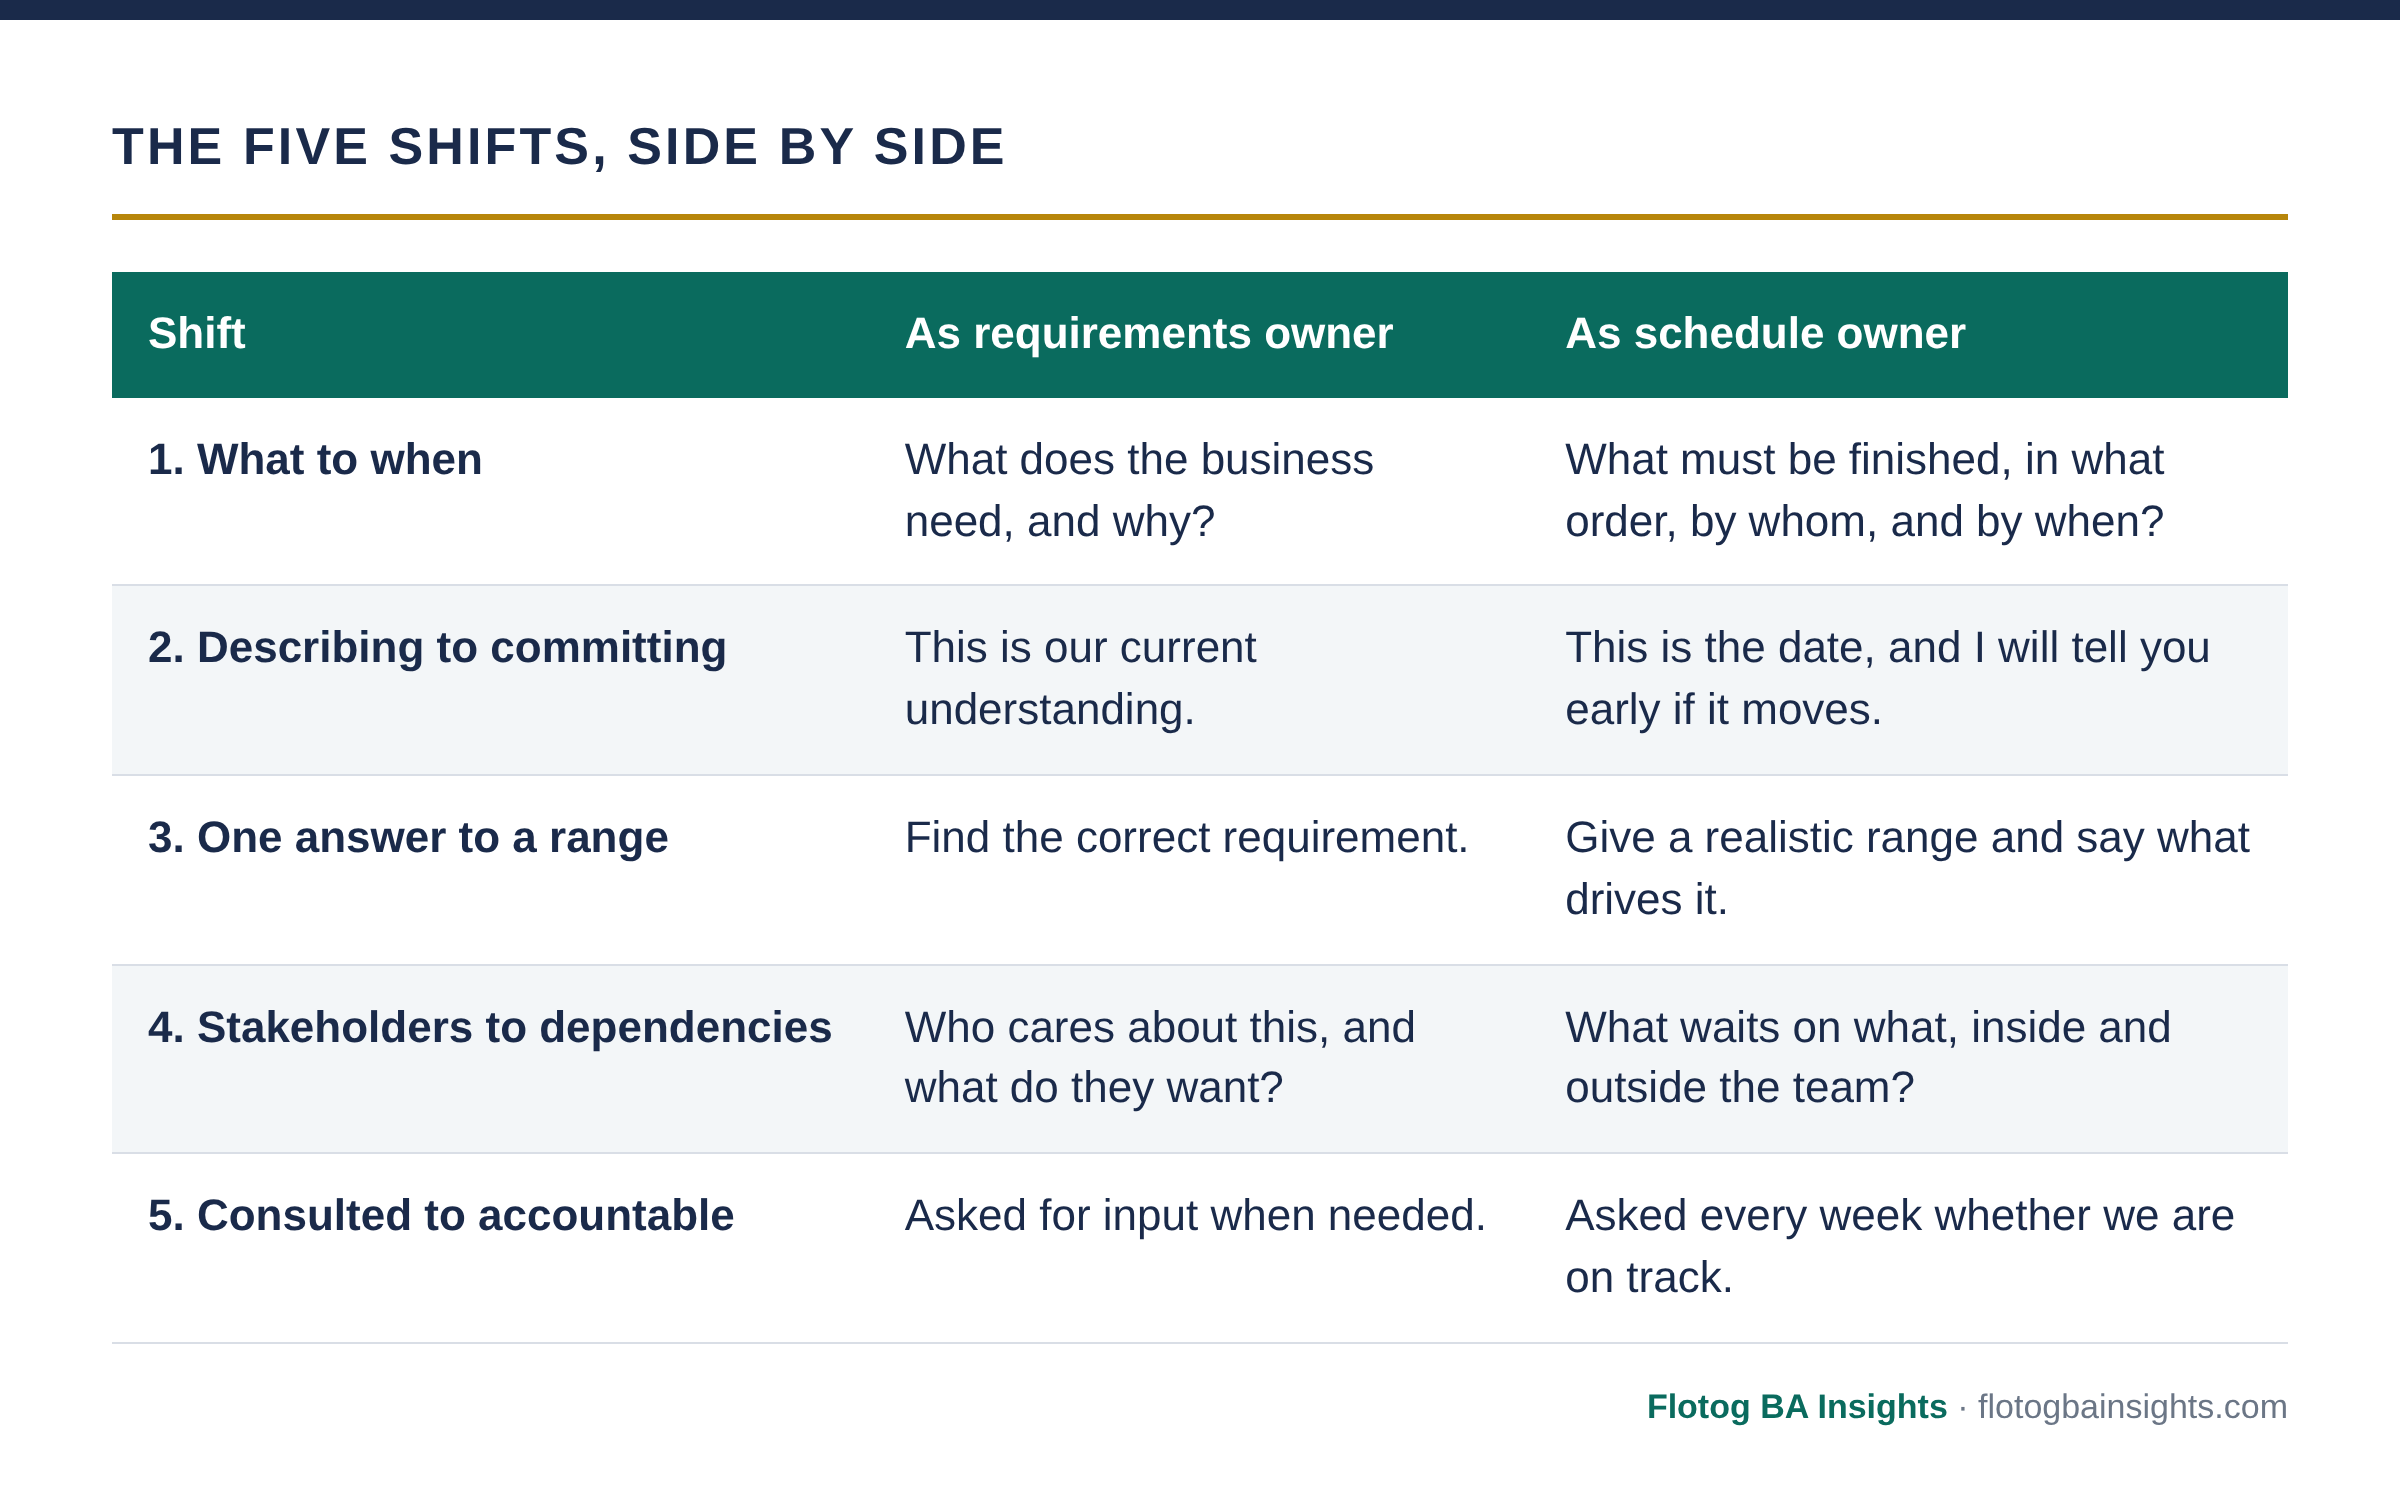 THE FIVE SHIFTS, SIDE BY SIDE
Shift
As requirements owner
As schedule owner
1. What to when
What does the business
need, and why?
What must be finished, in what
order, by whom, and by when?
2. Describing to committing
This is our current
understanding.
This is the date, and I will tell you
early if it moves.
3. One answer to a range
Find the correct requirement.
Give a realistic range and say what
drives it.
4. Stakeholders to dependencies
Who cares about this, and
what do they want?
What waits on what, inside and
outside the team?
5. Consulted to accountable
Asked for input when needed.
Asked every week whether we are
on track.
Flotog BA Insights · flotogbainsights.com